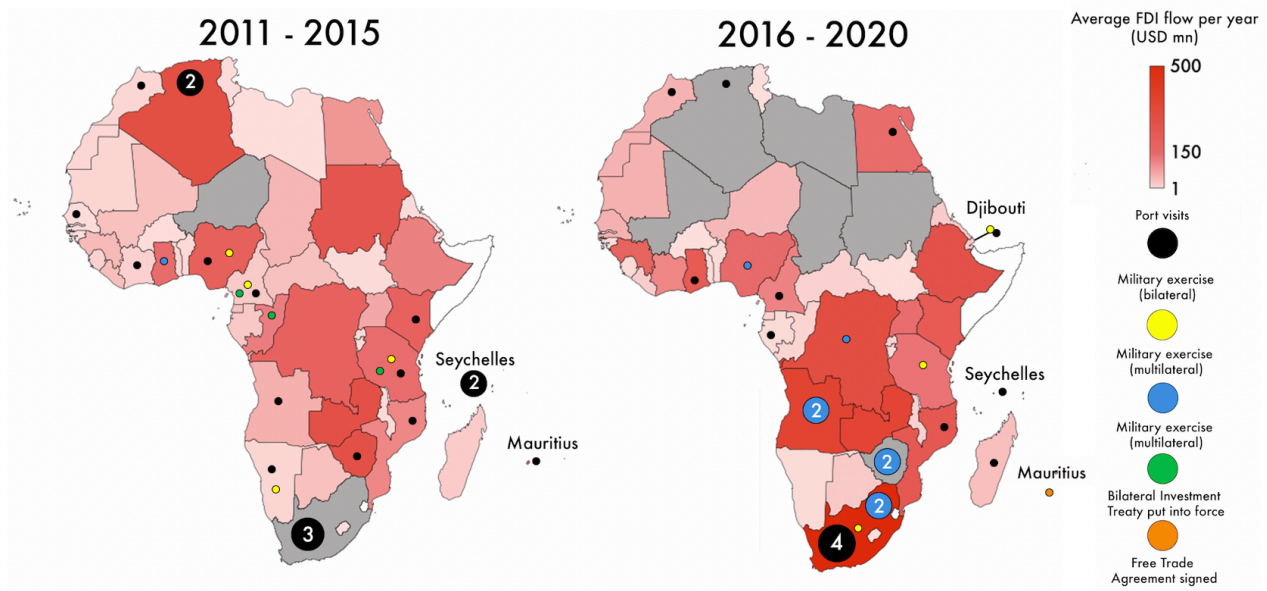 2011 - 2015
2
Seychelles
2
Mauritius
3
2016 - 2020
Djibouti
Seychelles
2
2
Mauritius
2
4
Average FDI flow per year
(USD mn)
500
150
1
Port visits
Military exercise
(bilateral)
Military exercise
(multilateral)
Military exercise
(multilateral)
Bilateral Investment
Treaty put into force
Free Trade
Agreement signed